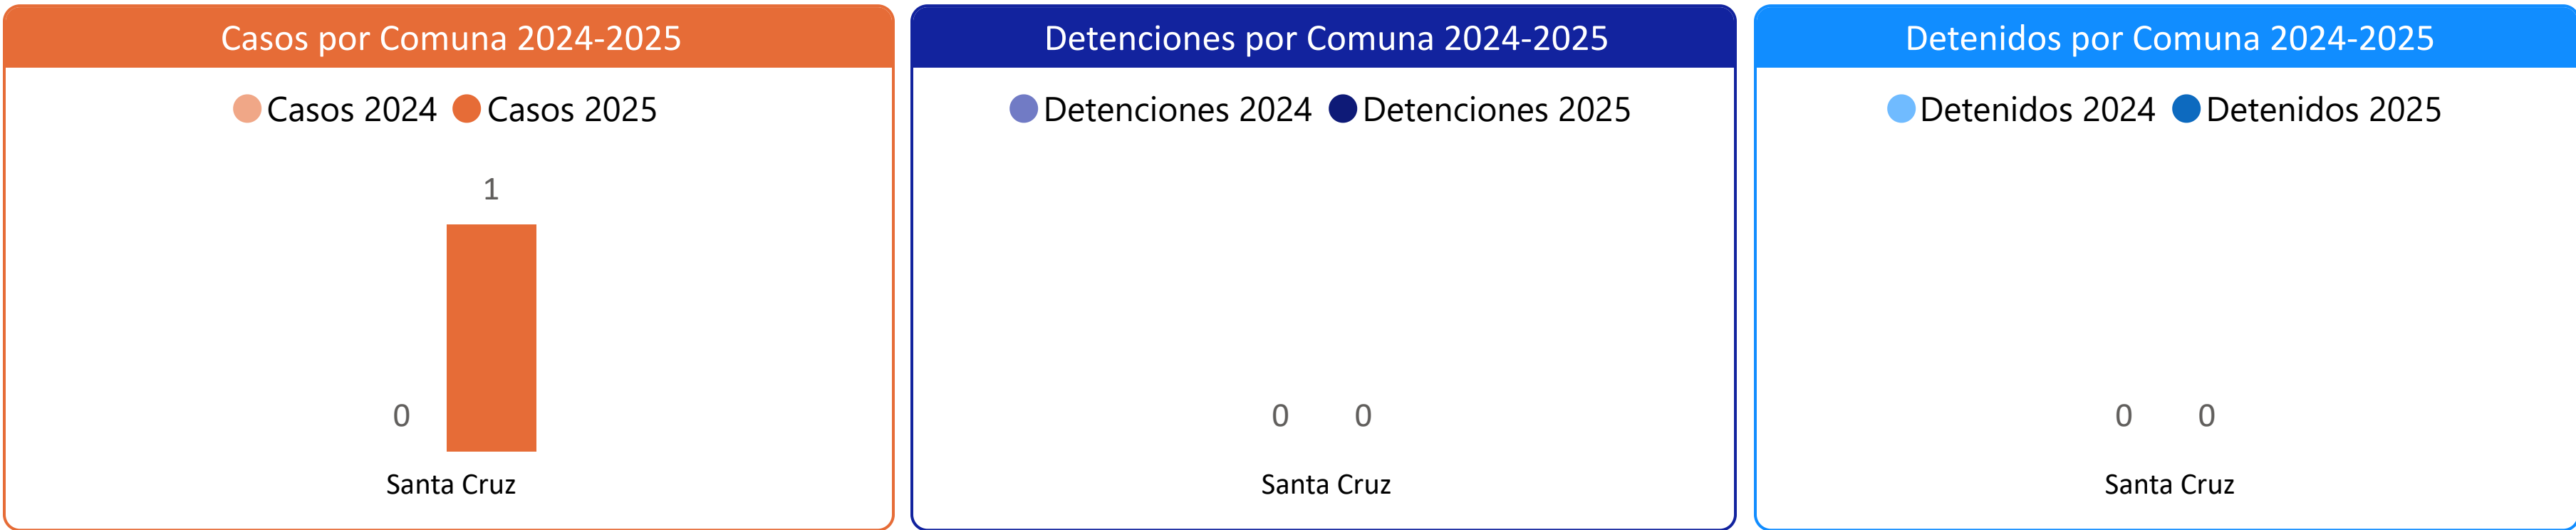 Casos por Comuna 2024-2025
Casos 2024 Casos 2025
1
0
Santa Cruz
Detenciones por Comuna 2024-2025
Detenciones 2024 Detenciones 2025
0 0
Santa Cruz
Detenidos por Comuna 2024-2025
Detenidos 2024 Detenidos 2025
0 0
Santa Cruz